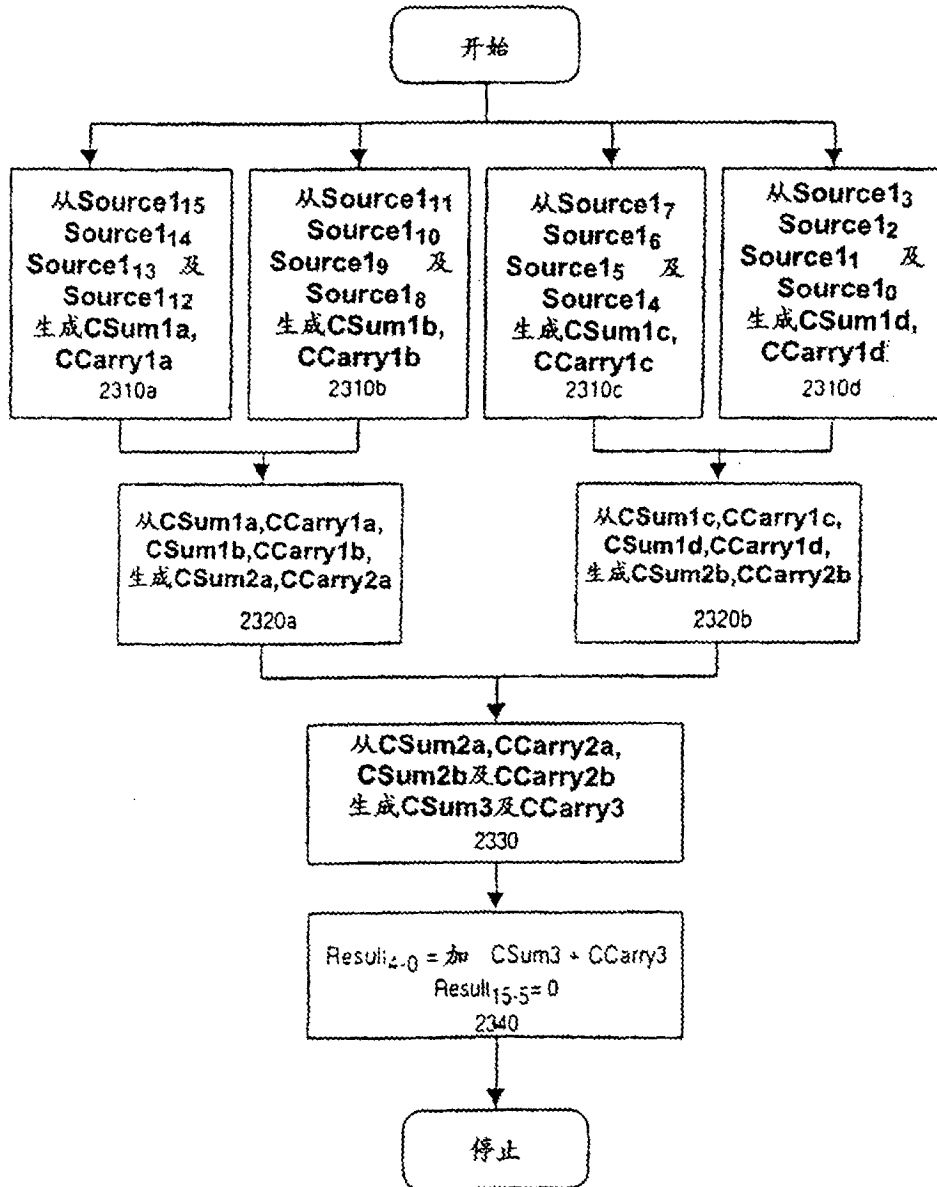 开始
从Source1₁₅
Source1₁₄
Source1₁₃ 及
Source1₁₂
生成CSum1a,
CCarry1a
2310a
从Source1₁₁
Source1₁₀
Source1₉ 及
Source1₈
生成CSum1b,
CCarry1b
2310b
从Source1₇
Source1₆
Source1₅ 及
Source1₄
生成CSum1c,
CCarry1c
2310c
从Source1₃
Source1₂
Source1₁ 及
Source1₀
生成CSum1d,
CCarry1d
2310d
从CSum1a,CCarry1a,
CSum1b,CCarry1b,
生成CSum2a,CCarry2a
2320a
从CSum1c,CCarry1c,
CSum1d,CCarry1d,
生成CSum2b,CCarry2b
2320b
从CSum2a,CCarry2a,
CSum2b及CCarry2b
生成CSum3及CCarry3
2330
Result₄₋₀ = 加 CSum3 + CCarry3
Result₁₅₋₅ = 0
2340
停止